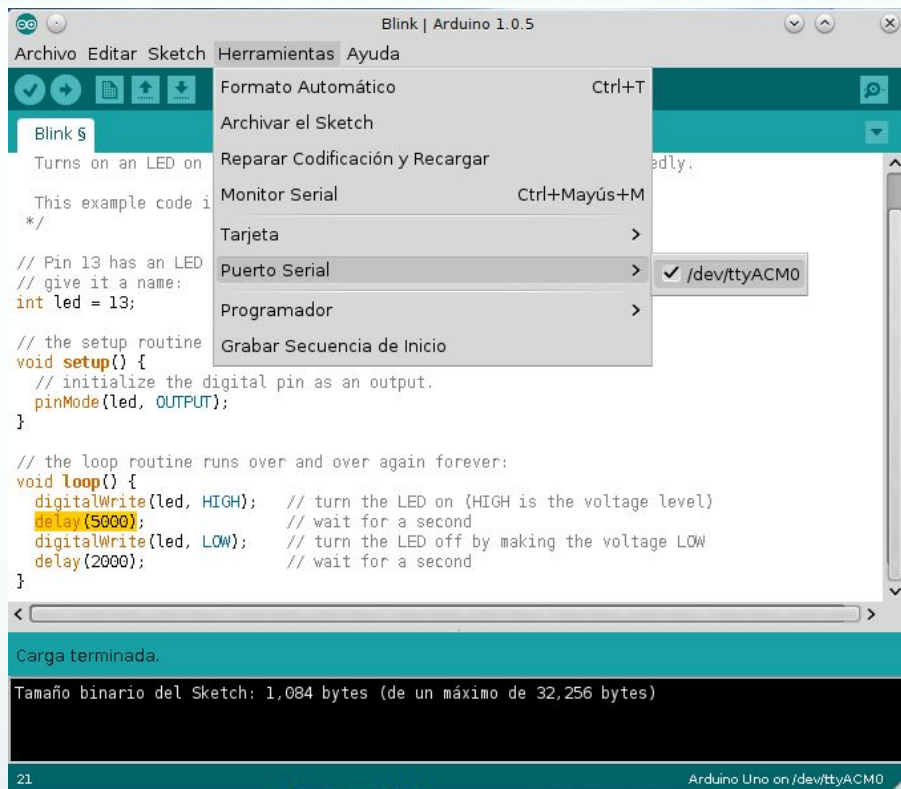 Blink | Arduino 1.0.5
Archivo Editar Sketch Herramientas Ayuda
Formato Automático Ctrl+T
Archivar el Sketch
Reparar Codificación y Recargar
Monitor Serial Ctrl+Mayús+M
Tarjeta
Puerto Serial
/dev/ttyACM0
Programador
Grabar Secuencia de Inicio
Blink §
Turns on an LED on edly.
This example code i
*/
// Pin 13 has an LED
// give it a name:
int led = 13;
// the setup routine
void setup() {
// initialize the digital pin as an output.
pinMode(led, OUTPUT);
}
// the loop routine runs over and over again forever:
void loop() {
digitalWrite(led, HIGH); // turn the LED on (HIGH is the voltage level)
delay(5000); // wait for a second
digitalWrite(led, LOW); // turn the LED off by making the voltage LOW
delay(2000); // wait for a second
}
Carga terminada.
Tamaño binario del Sketch: 1,084 bytes (de un máximo de 32,256 bytes)
21 Arduino Uno on /dev/ttyACM0